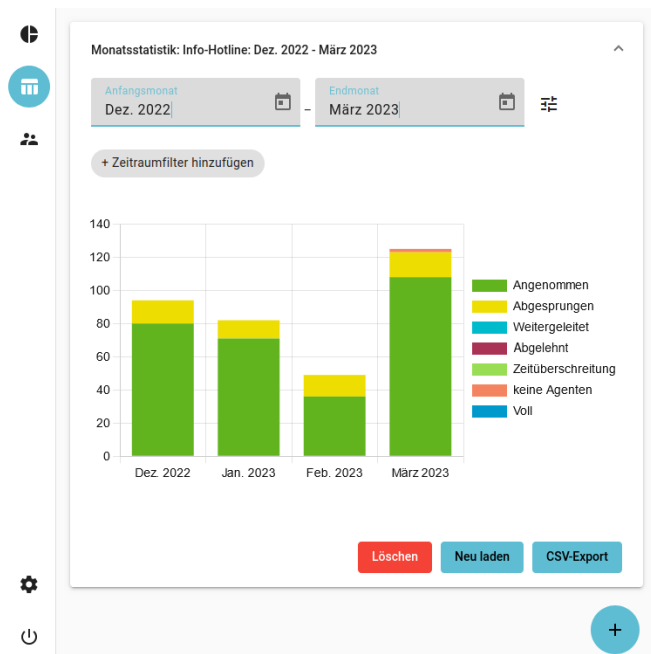 Monatsstatistik: Info-Hotline: Dez. 2022 - März 2023
Anfangsmonat
Dez. 2022
–
Endmonat
März 2023
+ Zeitraumfilter hinzufügen
140
120
100
80
60
40
20
0
Dez. 2022 Jan. 2023 Feb. 2023 März 2023
Angenommen
Abgesprungen
Weitergeleitet
Abgelehnt
Zeitüberschreitung
keine Agenten
Voll
Löschen Neu laden CSV-Export
+